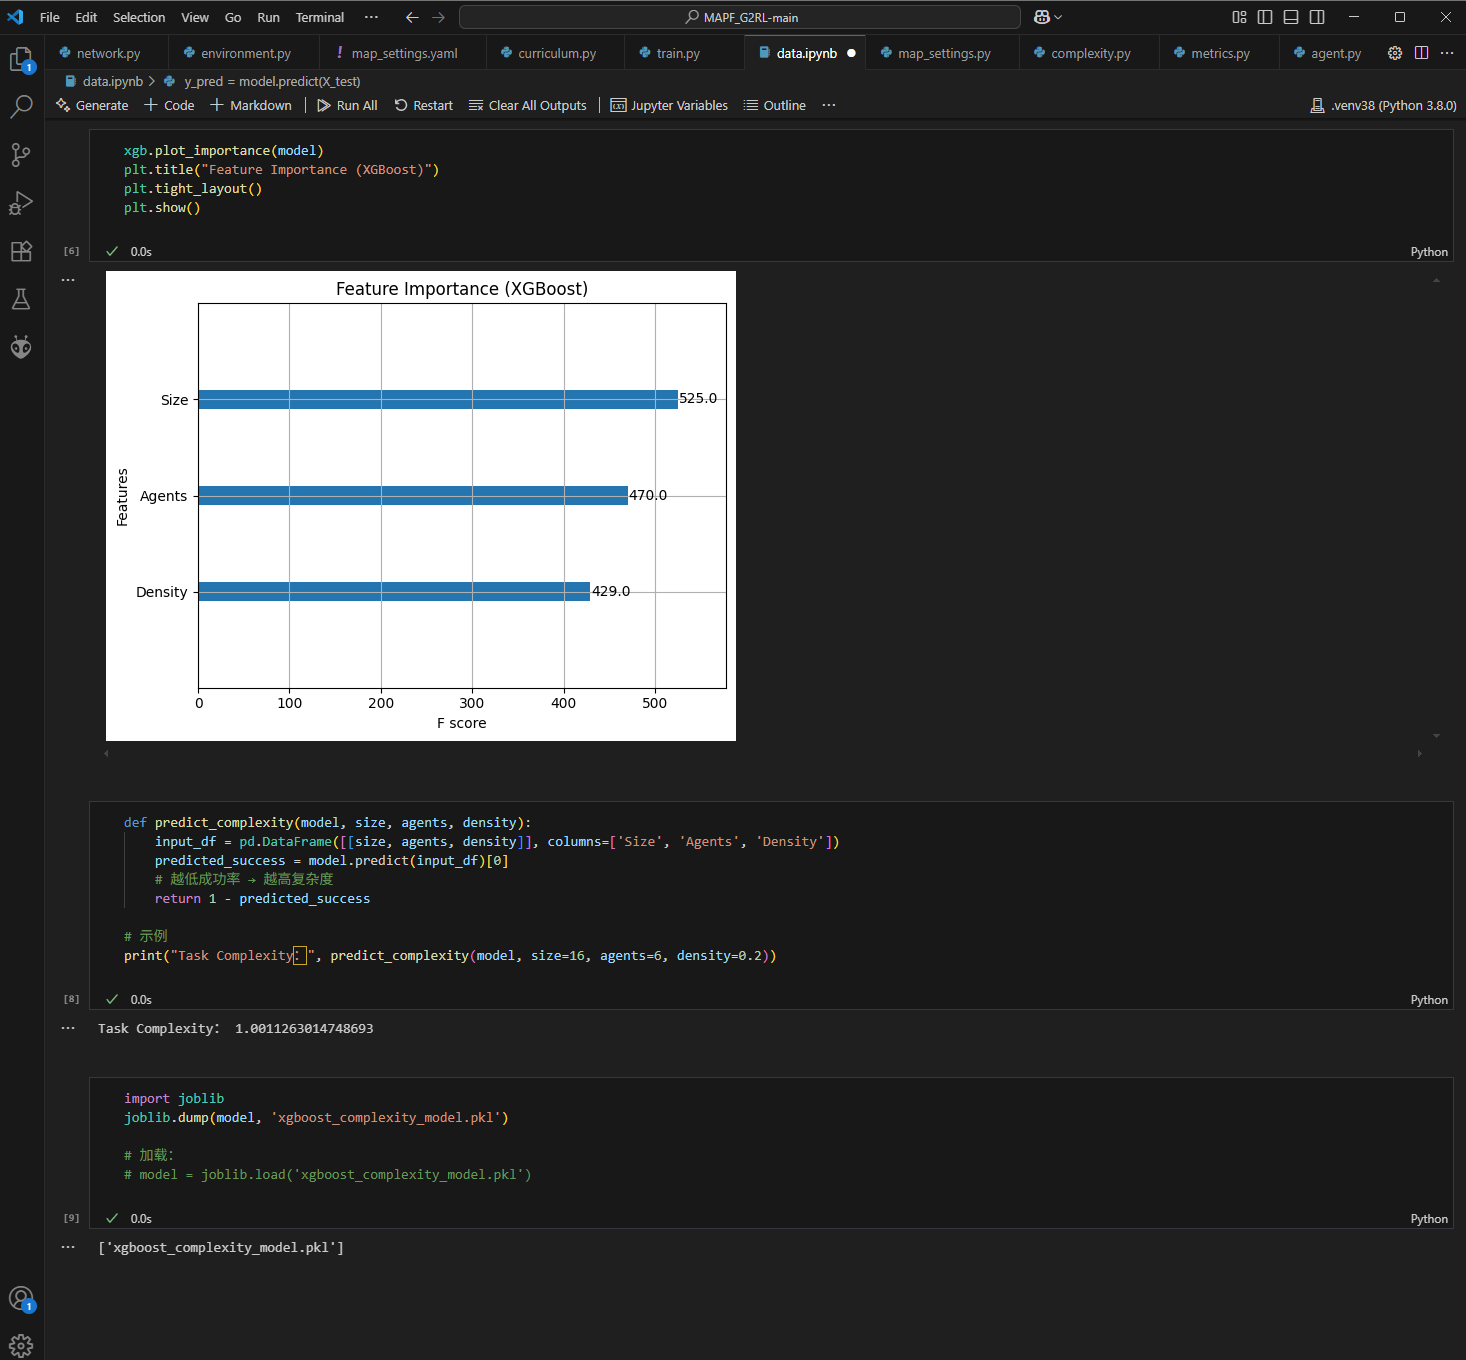 File Edit Selection View Go Run Terminal ··· MAPF_G2RL-main
network.py environment.py ! map_settings.yaml curriculum.py train.py data.ipynb map_settings.py complexity.py metrics.py agent.py
data.ipynb > y_pred = model.predict(X_test)
Generate + Code + Markdown Run All Restart Clear All Outputs Jupyter Variables Outline ··· .venv38 (Python 3.8.0)
xgb.plot_importance(model)
plt.title("Feature Importance (XGBoost)")
plt.tight_layout()
plt.show()
[6] ✓ 0.0s Python
Feature Importance (XGBoost)
Size 525.0
Agents 470.0
Density 429.0
Features
0 100 200 300 400 500
F score
def predict_complexity(model, size, agents, density):
input_df = pd.DataFrame([[size, agents, density]], columns=['Size', 'Agents', 'Density'])
predicted_success = model.predict(input_df)[0]
# 越低成功率 → 越高复杂度
return 1 - predicted_success
# 示例
print("Task Complexity：", predict_complexity(model, size=16, agents=6, density=0.2))
[8] ✓ 0.0s Python
Task Complexity： 1.0011263014748693
import joblib
joblib.dump(model, 'xgboost_complexity_model.pkl')
# 加载：
# model = joblib.load('xgboost_complexity_model.pkl')
[9] ✓ 0.0s Python
['xgboost_complexity_model.pkl']
1
1